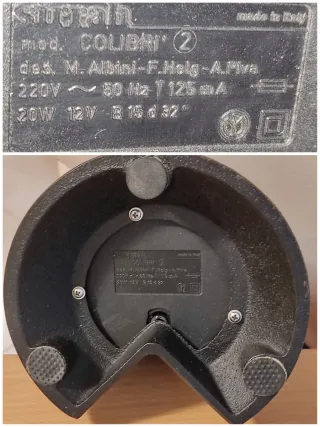 sirrah made in Italy
mod. COLIBRI' 2
des. M. Albini-F. Helg-A. Piva
220V ~ 50 Hz T 125 mA
20W 12V - B 15 d 32"